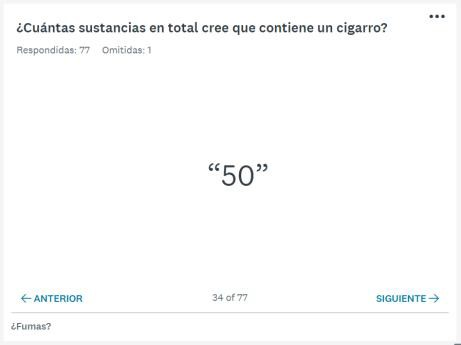 ¿Cuántas sustancias en total cree que contiene un cigarro?
Respondidas: 77 Omitidas: 1
“50”
← ANTERIOR 34 of 77 SIGUIENTE →
¿Fumas?